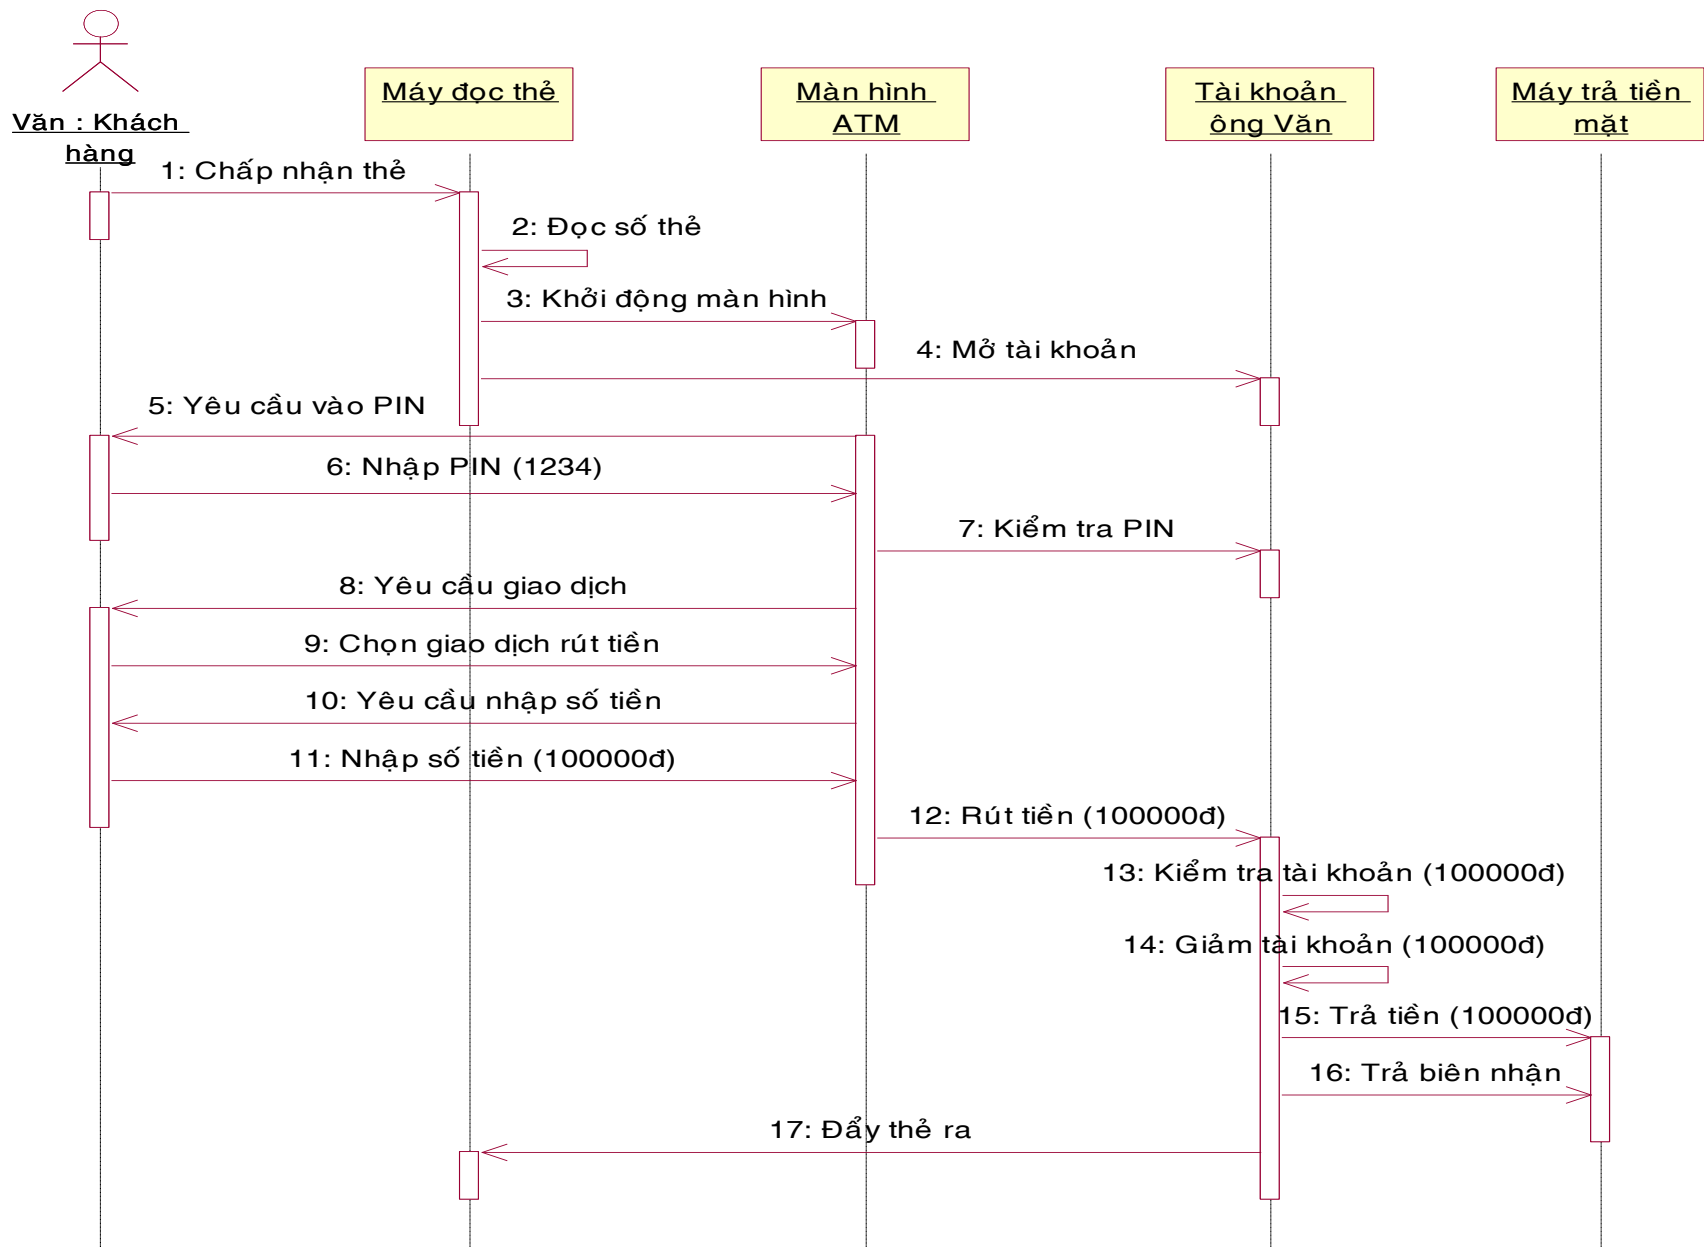 Văn : Khách
hàng
Máy đọc thẻ
Màn hình
ATM
Tài khoản
ông Văn
Máy trả tiền
mặt
1: Chấp nhận thẻ
2: Đọc số thẻ
3: Khởi động màn hình
4: Mở tài khoản
5: Yêu cầu vào PIN
6: Nhập PIN (1234)
7: Kiểm tra PIN
8: Yêu cầu giao dịch
9: Chọn giao dịch rút tiền
10: Yêu cầu nhập số tiền
11: Nhập số tiền (100000đ)
12: Rút tiền (100000đ)
13: Kiểm tra tài khoản (100000đ)
14: Giảm tài khoản (100000đ)
15: Trả tiền (100000đ)
16: Trả biên nhận
17: Đẩy thẻ ra